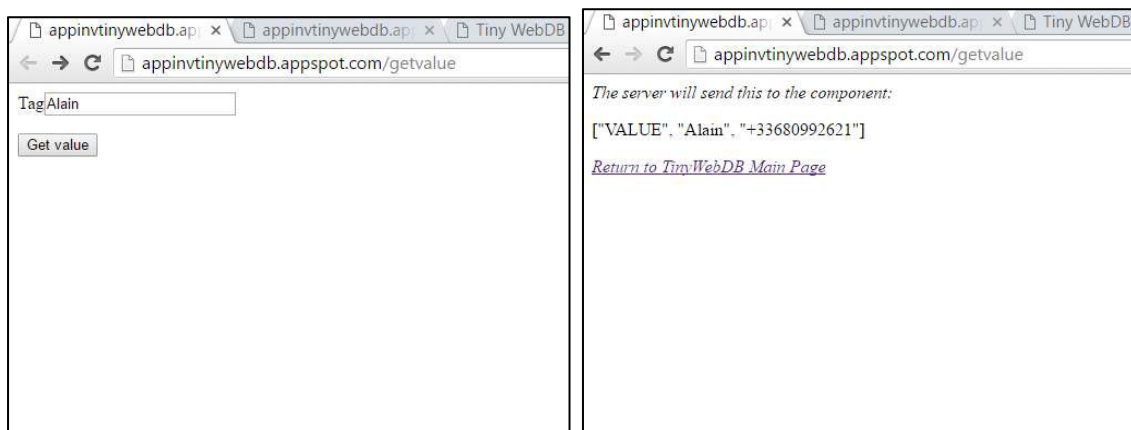 appinvtinywebdb.ap
appinvtinywebdb.ap
Tiny WebDB
appinvtinywebdb.appspot.com/getvalue
Tag Alain
Get value
appinvtinywebdb.ap
appinvtinywebdb.ap
Tiny WebDB
appinvtinywebdb.appspot.com/getvalue
The server will send this to the component:
["VALUE", "Alain", "+33680992621"]
Return to TinyWebDB Main Page